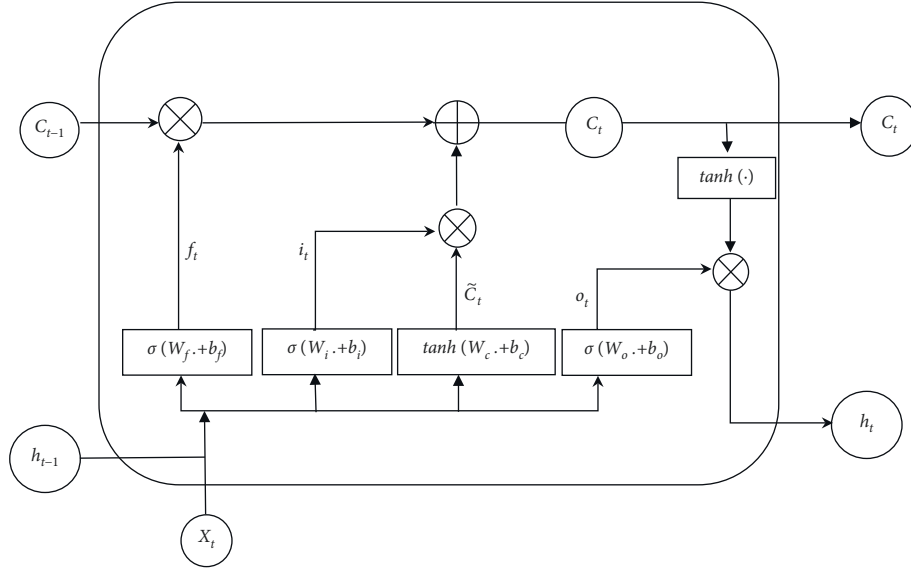 C_{t-1}
C_t
C_t
tanh (·)
f_t
i_t
C̃_t
o_t
σ (W_f .+b_f)
σ (W_i .+b_i)
tanh (W_c .+b_c)
σ (W_o .+b_o)
h_{t-1}
h_t
X_t